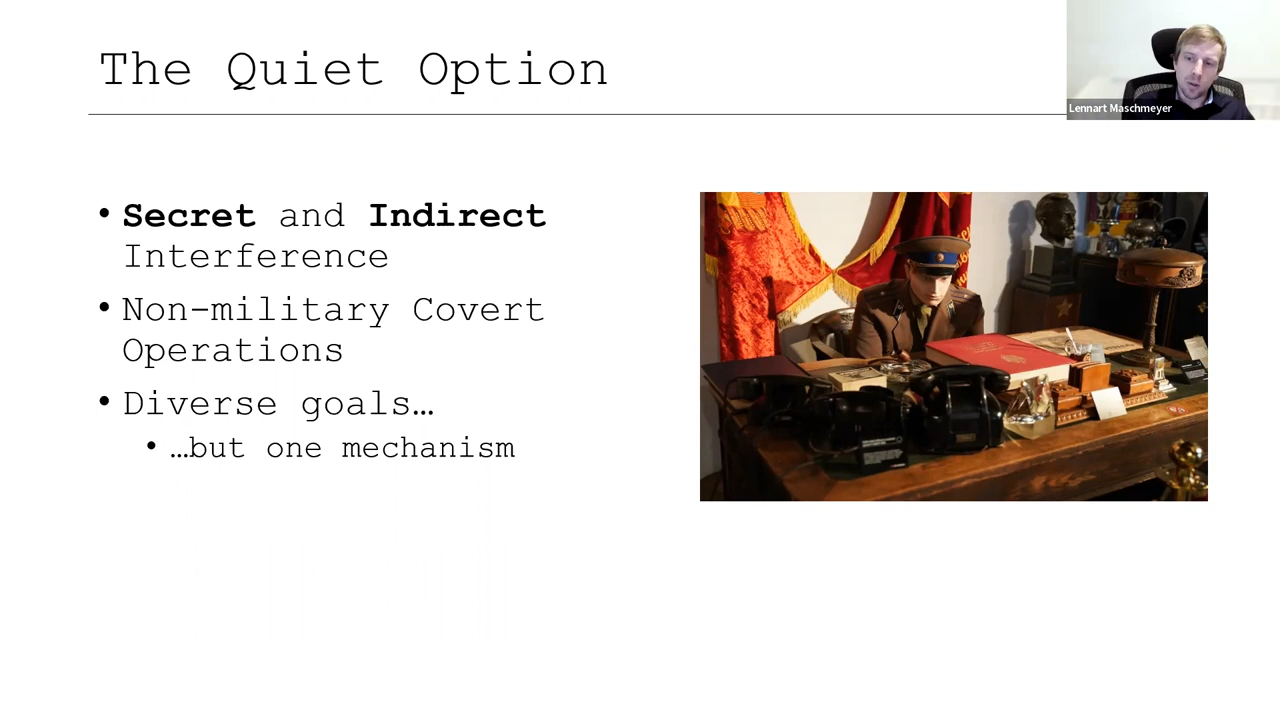 The Quiet Option
Lennart Maschmeyer
• Secret and Indirect
Interference
• Non-military Covert
Operations
• Diverse goals…
• …but one mechanism